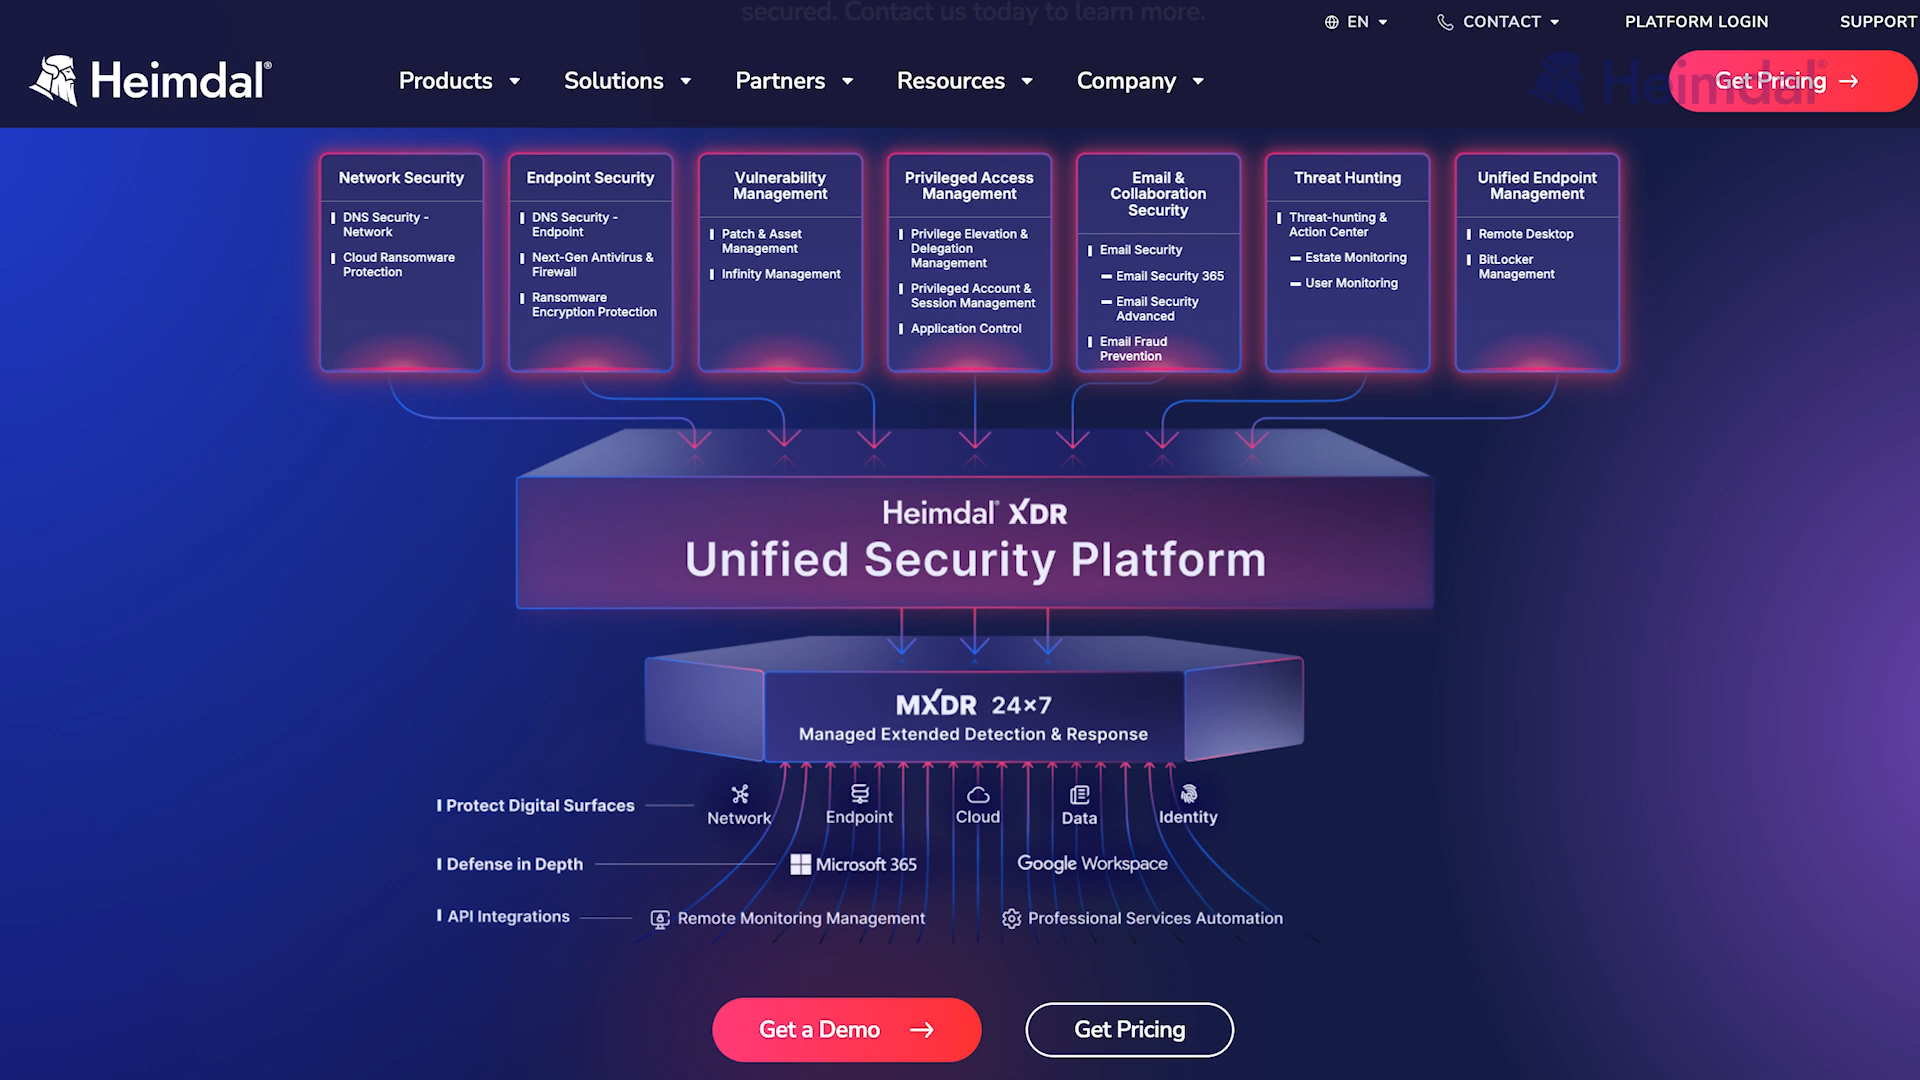 secured. Contact us today to learn more.
EN
CONTACT
PLATFORM LOGIN
SUPPORT
Heimdal®
Products
Solutions
Partners
Resources
Company
Heimdal®
Get Pricing
Network Security
DNS Security -
Network
Cloud Ransomware
Protection
Endpoint Security
DNS Security -
Endpoint
Next-Gen Antivirus &
Firewall
Ransomware
Encryption Protection
Vulnerability
Management
Patch & Asset
Management
Infinity Management
Privileged Access
Management
Privilege Elevation &
Delegation
Management
Privileged Account &
Session Management
Application Control
Email &
Collaboration
Security
Email Security
Email Security 365
Email Security
Advanced
Email Fraud
Prevention
Threat Hunting
Threat-hunting &
Action Center
Estate Monitoring
User Monitoring
Unified Endpoint
Management
Remote Desktop
BitLocker
Management
Heimdal® XDR
Unified Security Platform
MXDR 24×7
Managed Extended Detection & Response
Protect Digital Surfaces
Network
Endpoint
Cloud
Data
Identity
Defense in Depth
Microsoft 365
Google Workspace
API Integrations
Remote Monitoring Management
Professional Services Automation
Get a Demo
Get Pricing